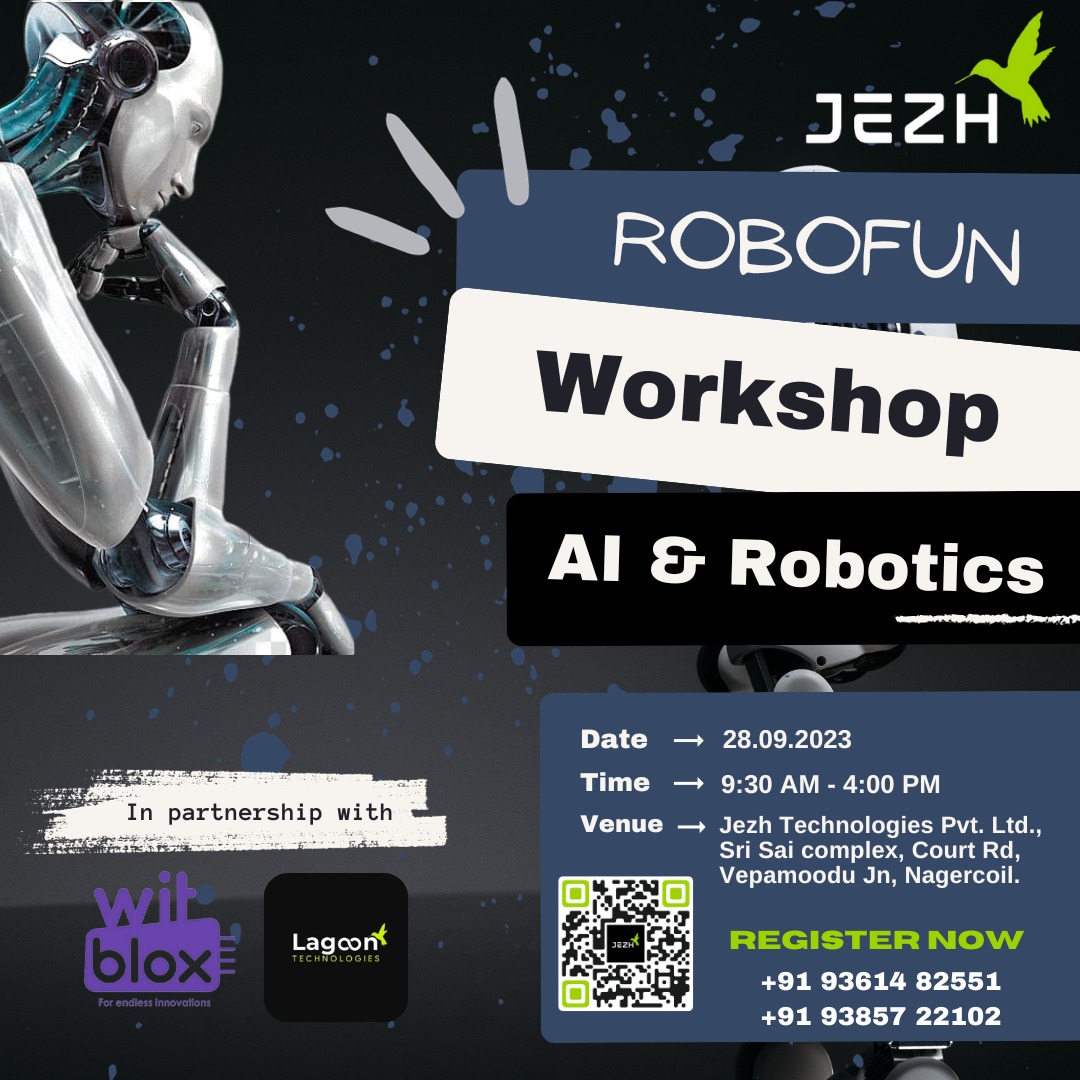 JEZH
ROBOFUN
Workshop
AI & Robotics
Date → 28.09.2023
Time → 9:30 AM - 4:00 PM
Venue → Jezh Technologies Pvt. Ltd.,
Sri Sai complex, Court Rd,
Vepamoodu Jn, Nagercoil.
In partnership with
wit
blox
For endless innovations
Lagoon
TECHNOLOGIES
JEZH
REGISTER NOW
+91 93614 82551
+91 93857 22102